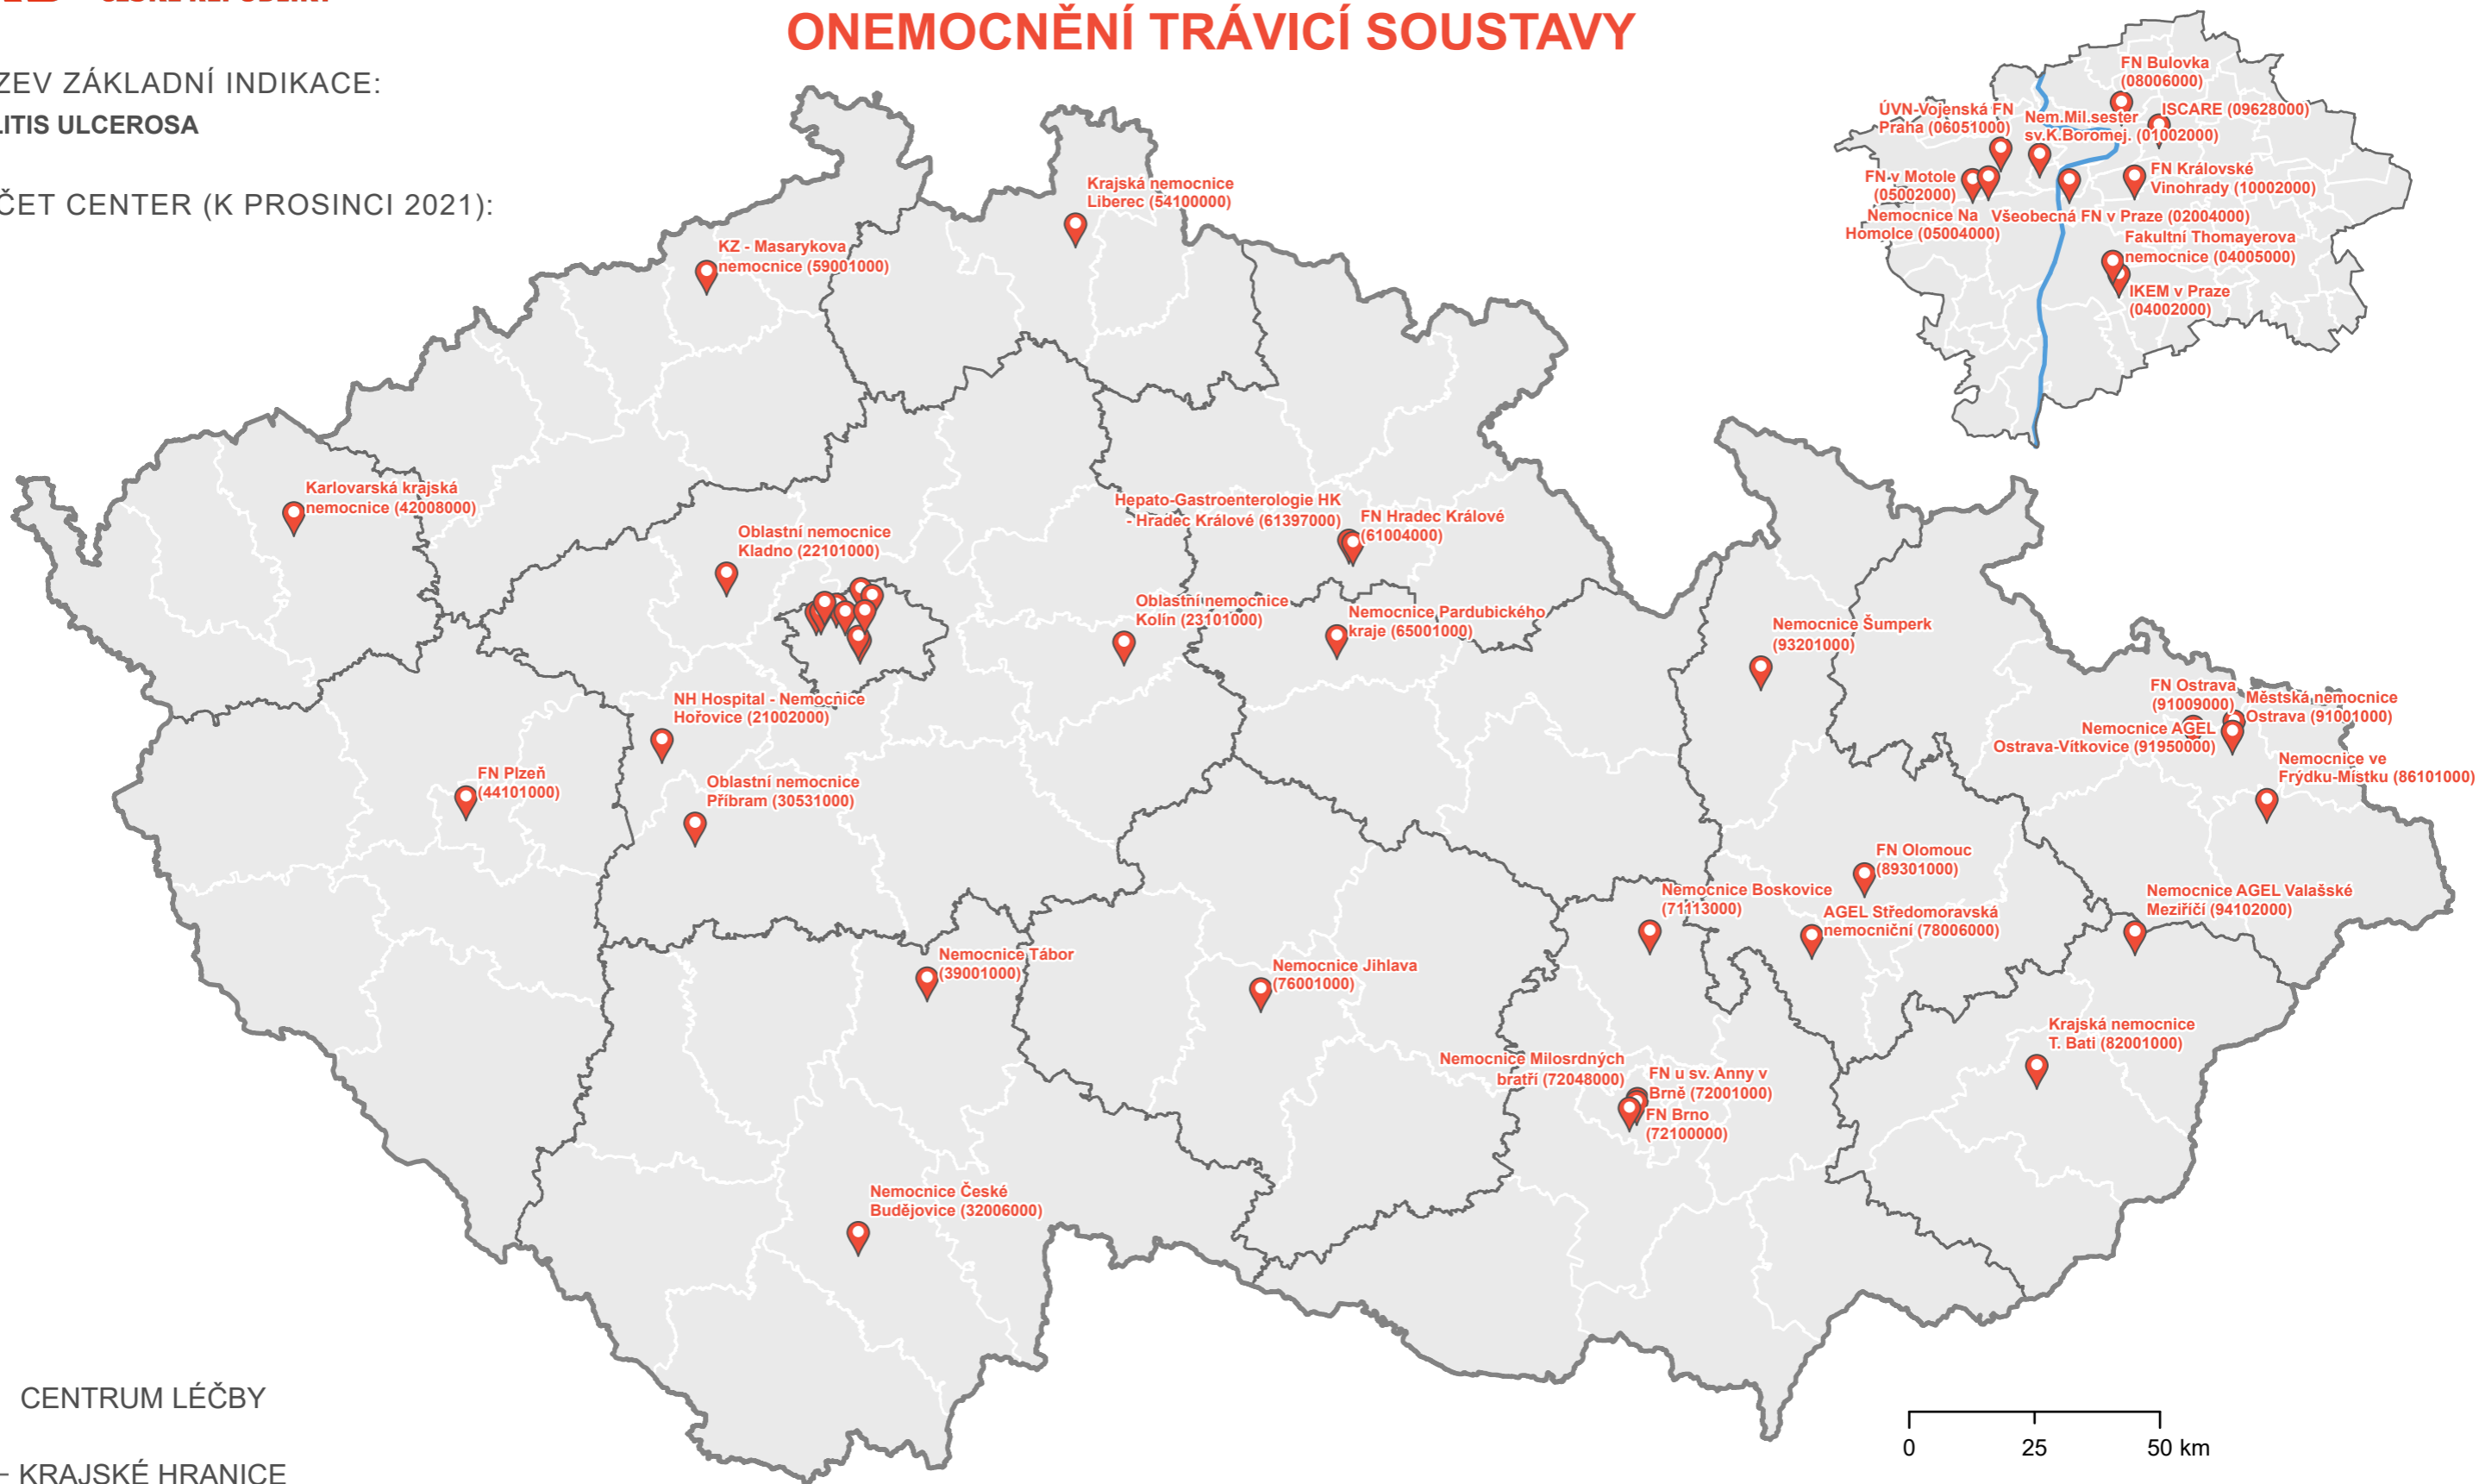 ONEMOCNĚNÍ TRÁVICÍ SOUSTAVY
ZEV ZÁKLADNÍ INDIKACE:
LITIS ULCEROSA
ČET CENTER (K PROSINCI 2021):
FN Bulovka
(08006000)
ÚVN-Vojenská FN
Praha (06051000)
Nem.Mil.sester
sv.K.Boromej. (01002000)
ISCARE (09628000)
FN v Motole
(05002000)
FN Královské
Vinohrady (10002000)
Nemocnice Na
Homolce (05004000)
Všeobecná FN v Praze (02004000)
Fakultní Thomayerova
nemocnice (04005000)
IKEM v Praze
(04002000)
Krajská nemocnice
Liberec (54100000)
KZ - Masarykova
nemocnice (59001000)
Karlovarská krajská
nemocnice (42008000)
Oblastní nemocnice
Kladno (22101000)
Hepato-Gastroenterologie HK
- Hradec Králové (61397000)
FN Hradec Králové
(61004000)
Oblastní nemocnice
Kolín (23101000)
Nemocnice Pardubického
kraje (65001000)
Nemocnice Šumperk
(93201000)
NH Hospital - Nemocnice
Hořovice (21002000)
FN Ostrava
(91009000)
Městská nemocnice
Ostrava (91001000)
Nemocnice AGEL
Ostrava-Vítkovice (91950000)
Nemocnice ve
Frýdku-Místku (86101000)
FN Plzeň
(44101000)
Oblastní nemocnice
Příbram (30531000)
FN Olomouc
(89301000)
Nemocnice Boskovice
(71113000)
AGEL Středomoravská
nemocniční (78006000)
Nemocnice AGEL Valašské
Meziříčí (94102000)
Nemocnice Tábor
(39001000)
Nemocnice Jihlava
(76001000)
Krajská nemocnice
T. Bati (82001000)
Nemocnice Milosrdných
bratří (72048000)
FN u sv. Anny v
Brně (72001000)
FN Brno
(72100000)
Nemocnice České
Budějovice (32006000)
CENTRUM LÉČBY
KRAJSKÉ HRANICE
0 25 50 km